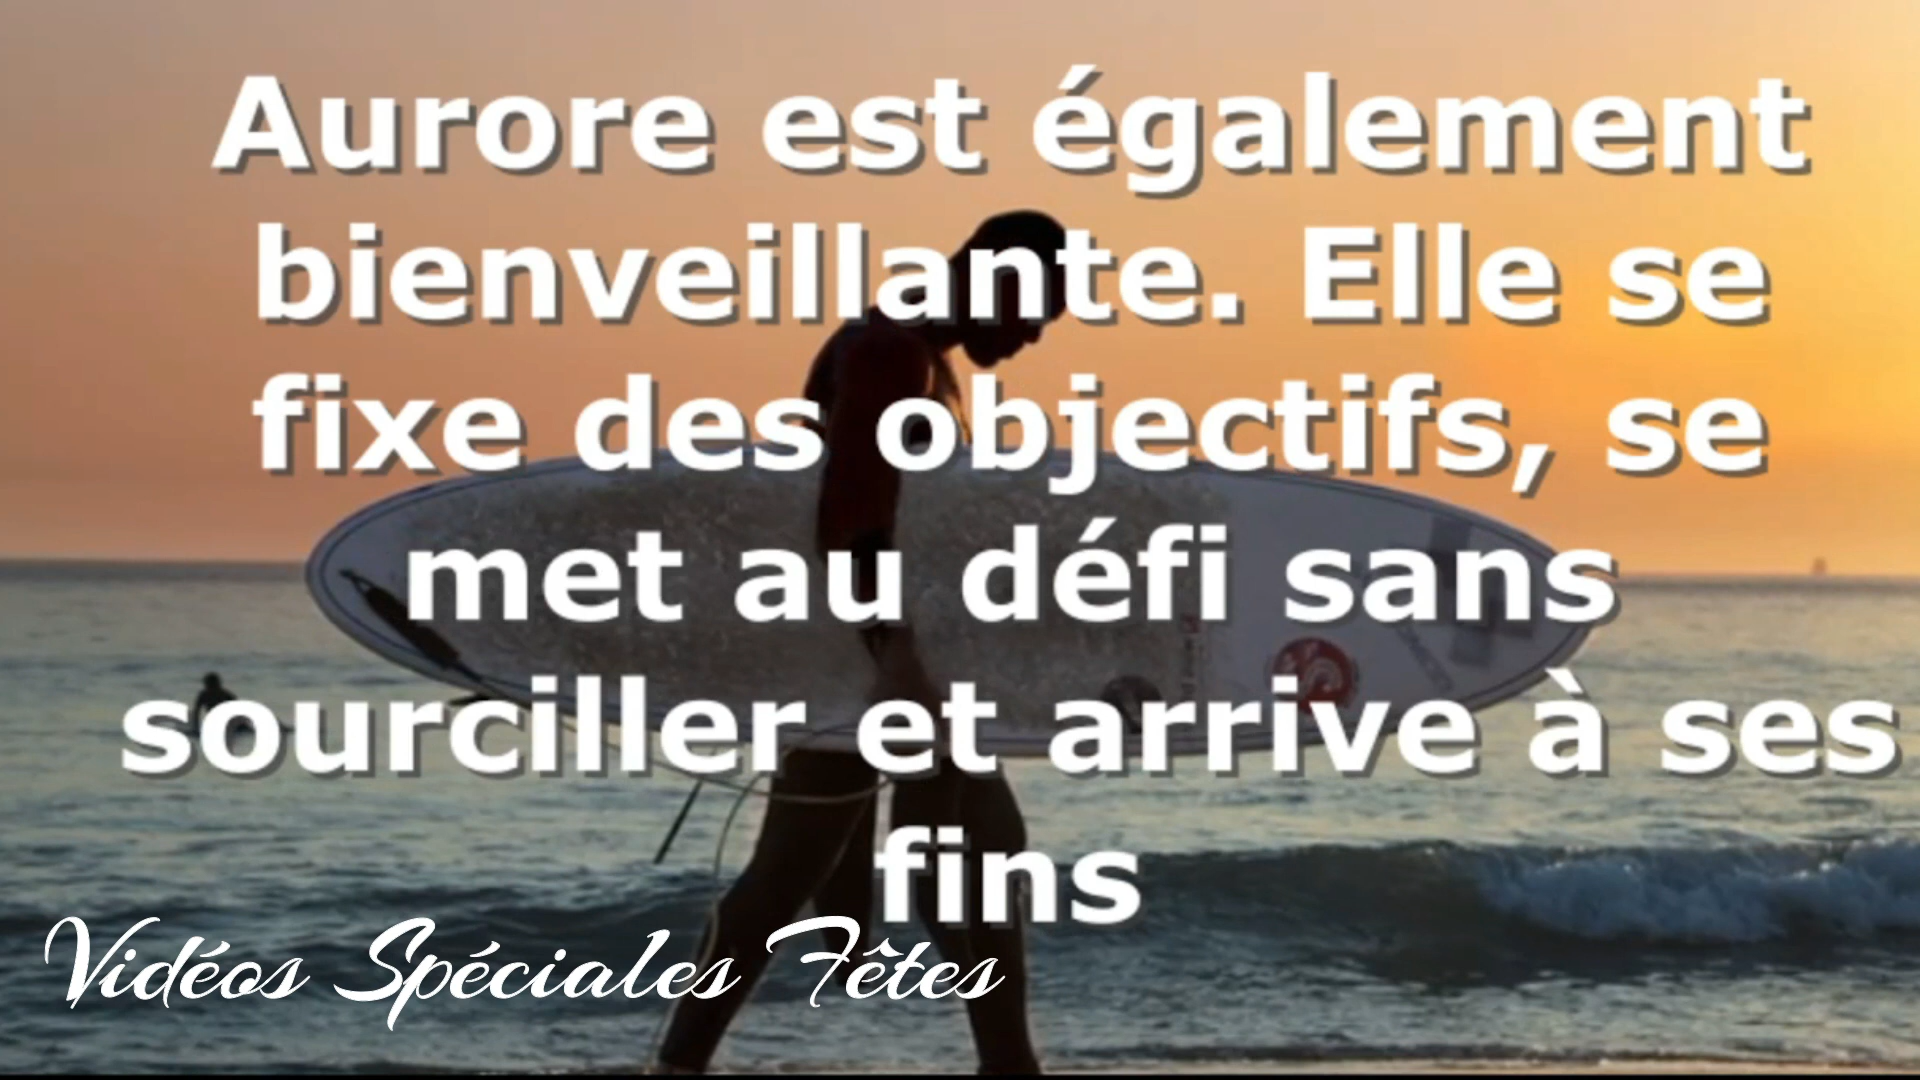 Aurore est également
bienveillante. Elle se
fixe des objectifs, se
met au défi sans
sourciller et arrive à ses
fins
Vidéos Spéciales Fêtes